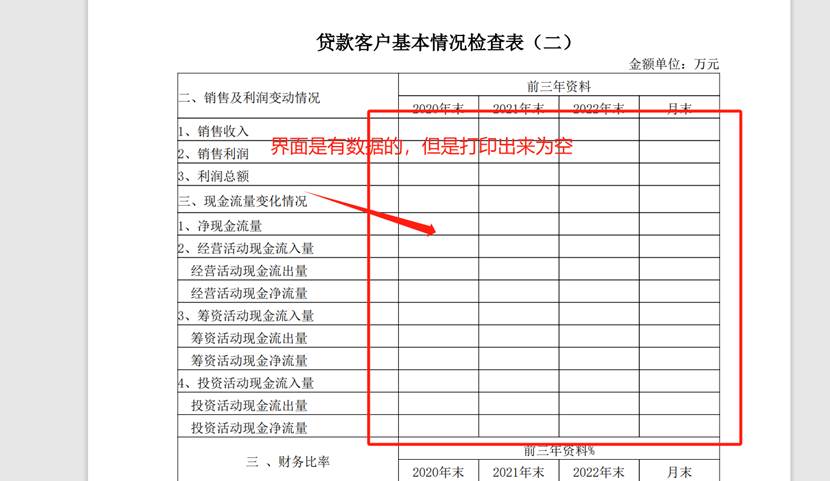 贷款客户基本情况检查表（二）
金额单位：万元
二、销售及利润变动情况
前三年资料
2020年末 2021年末 2022年末 月末
1、销售收入
界面是有数据的，但是打印出来为空
2、销售利润
3、利润总额
三、现金流量变化情况
1、净现金流量
2、经营活动现金流入量
经营活动现金流出量
经营活动现金净流量
3、筹资活动现金流入量
筹资活动现金流出量
筹资活动现金净流量
4、投资活动现金流入量
投资活动现金流出量
投资活动现金净流量
三 、财务比率
前三年资料%
2020年末 2021年末 2022年末 月末